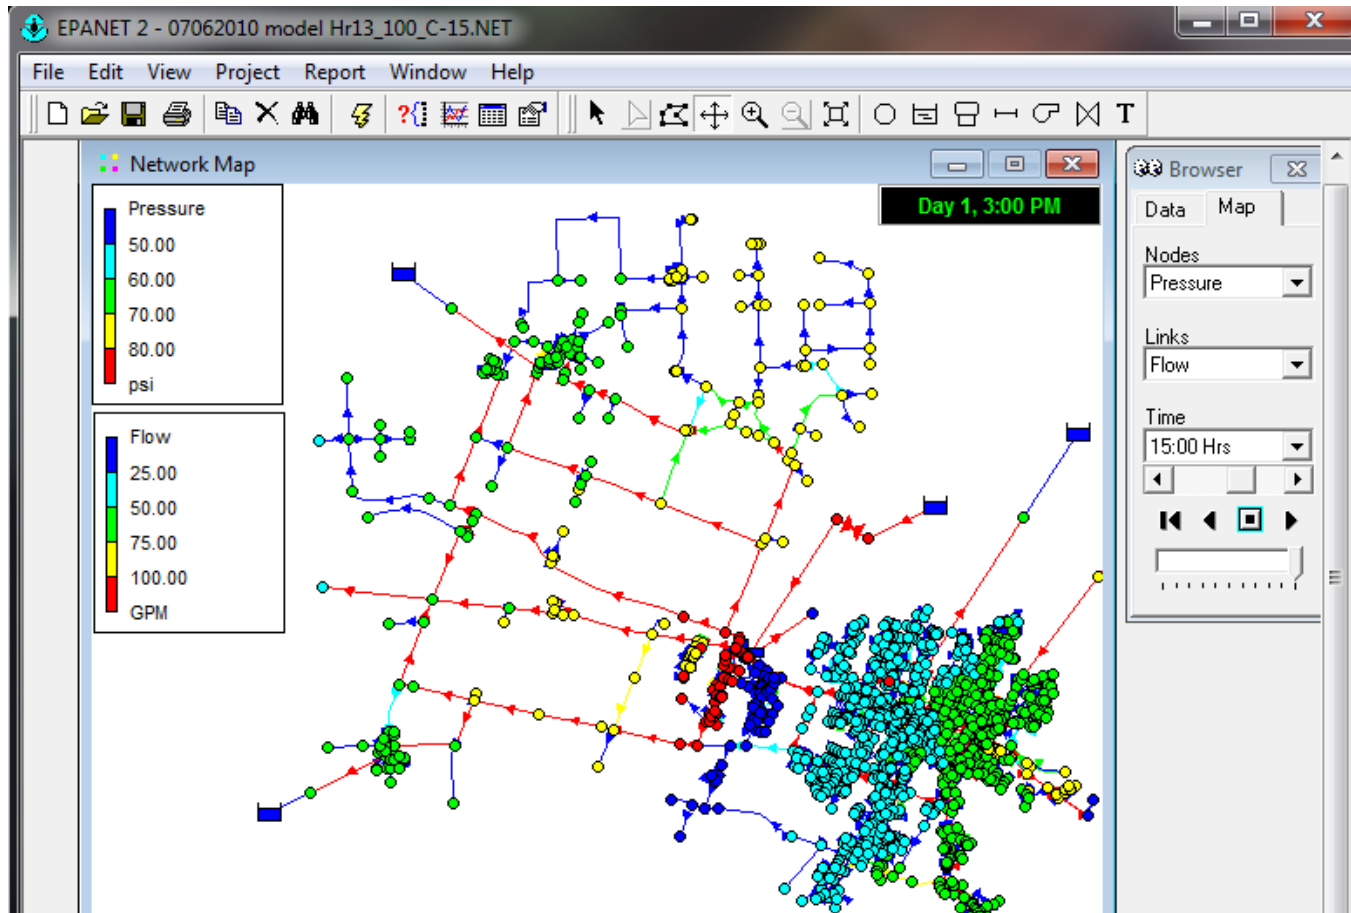 EPANET 2 - 07062010 model Hr13_100_C-15.NET
File Edit View Project Report Window Help
T
Network Map
Browser
Pressure
50.00
60.00
70.00
80.00
psi
Day 1, 3:00 PM
Data Map
Nodes
Pressure
Links
Flow
Flow
25.00
50.00
75.00
100.00
GPM
Time
15:00 Hrs